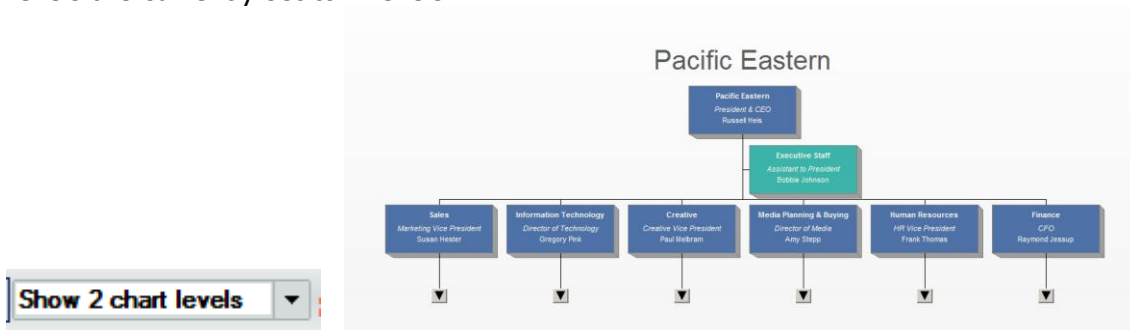 Pacific Eastern
Pacific Eastern
President & CEO
Russell Heis
Executive Staff
Assistant to President
Bobbie Johnson
Sales
Marketing Vice President
Susan Hester
Information Technology
Director of Technology
Gregory Pink
Creative
Creative Vice President
Paul Melbram
Media Planning & Buying
Director of Media
Amy Stepp
Human Resources
HR Vice President
Frank Thomas
Finance
CFO
Raymond Jessup
Show 2 chart levels